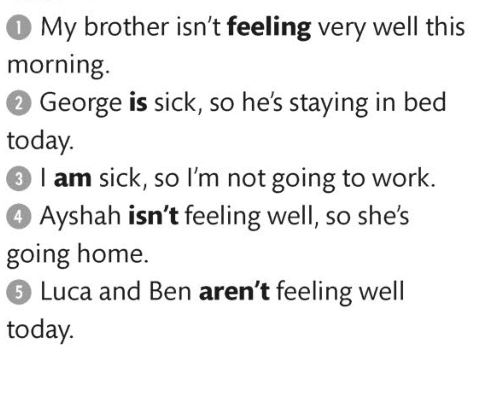 1 My brother isn't feeling very well this
morning.
2 George is sick, so he's staying in bed
today.
3 I am sick, so I'm not going to work.
4 Ayshah isn't feeling well, so she's
going home.
5 Luca and Ben aren't feeling well
today.